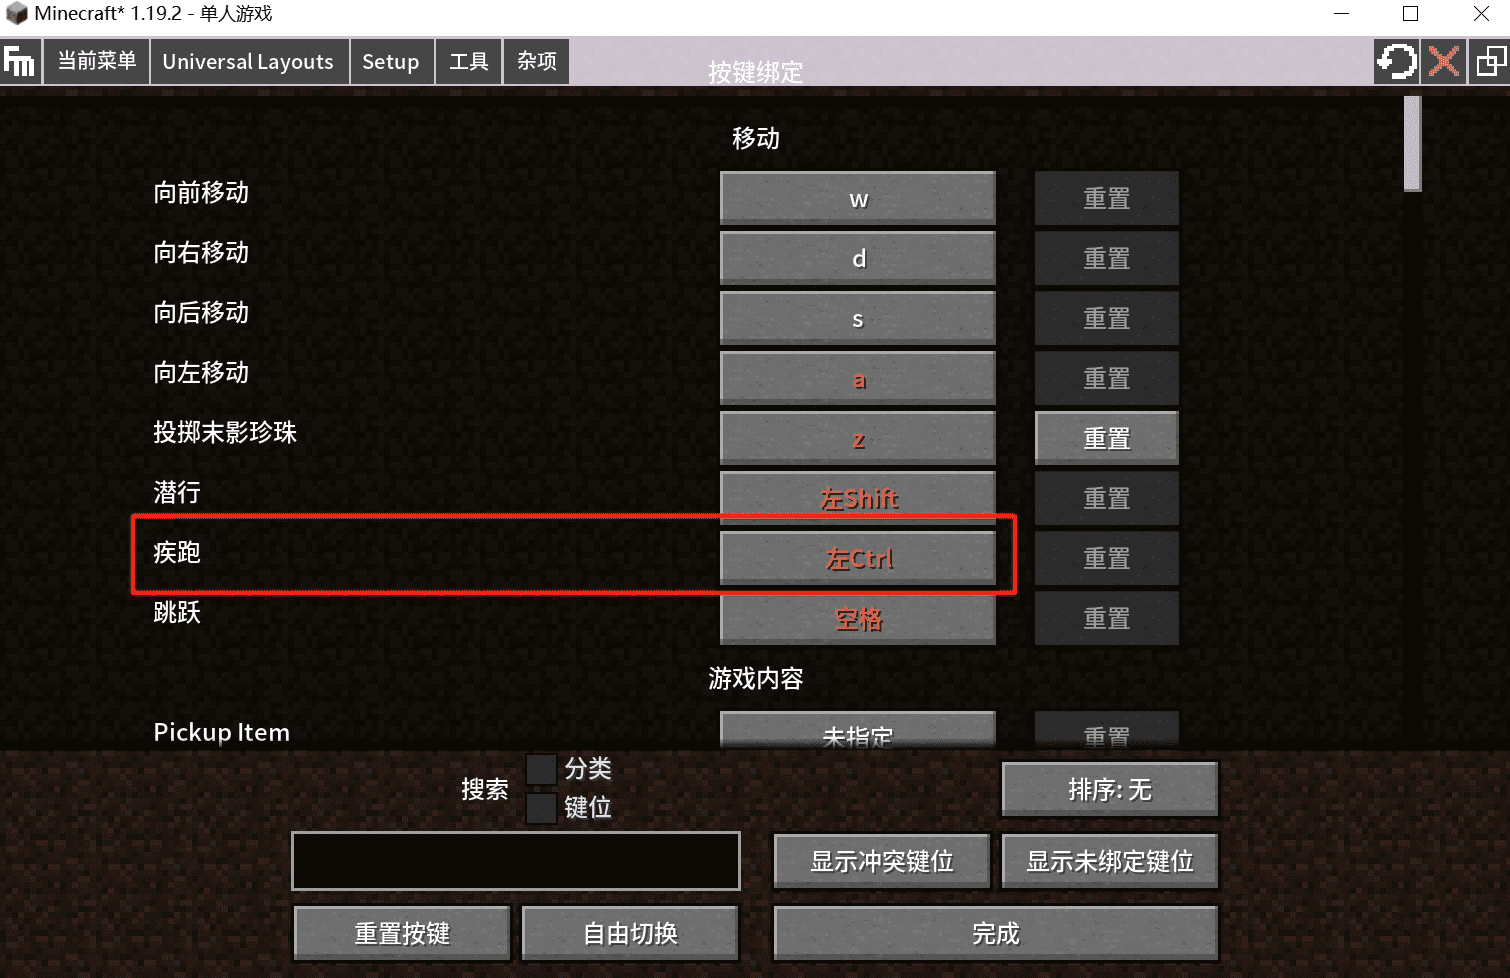 Minecraft* 1.19.2 - 单人游戏
Fm 当前菜单 Universal Layouts Setup 工具 杂项
按键绑定
移动
向前移动 w 重置
向右移动 d 重置
向后移动 s 重置
向左移动 a 重置
投掷末影珍珠 z 重置
潜行 左Shift 重置
疾跑 左Ctrl 重置
跳跃 空格 重置
游戏内容
Pickup Item 未指定 重置
搜索 分类
键位
排序: 无
显示冲突键位 显示未绑定键位
重置按键 自由切换 完成